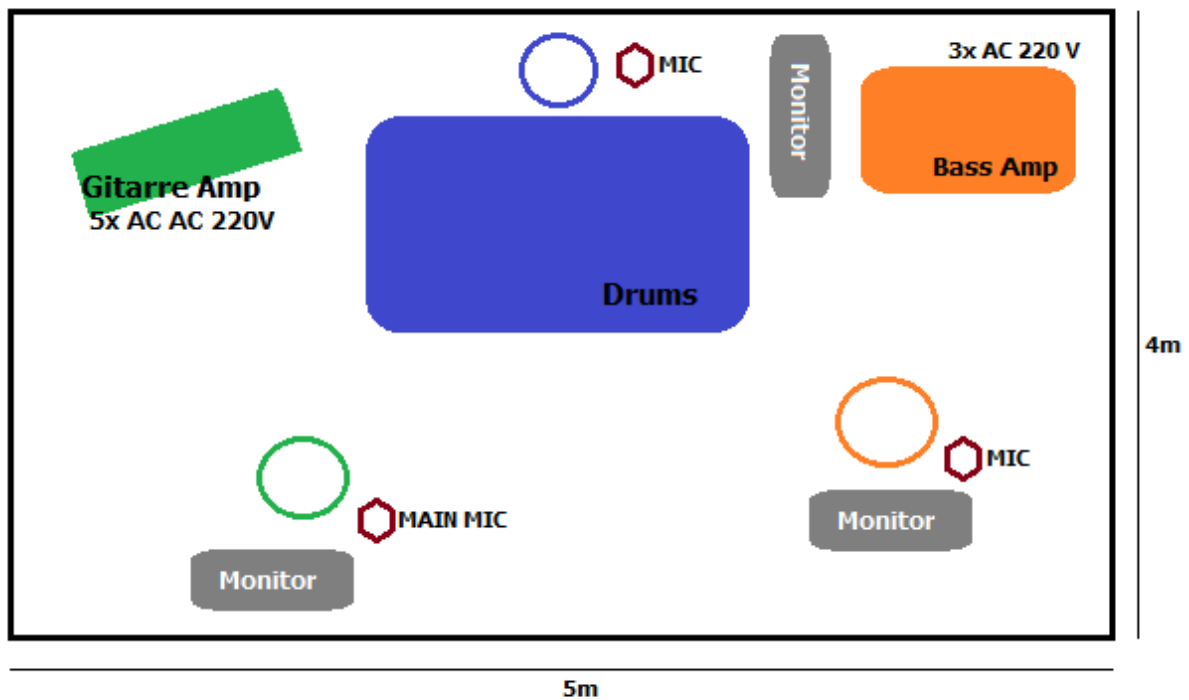 3x AC 220 V
MIC
Monitor
Bass Amp
Gitarre Amp
5x AC AC 220V
Drums
4m
MIC
Monitor
MAIN MIC
Monitor
5m